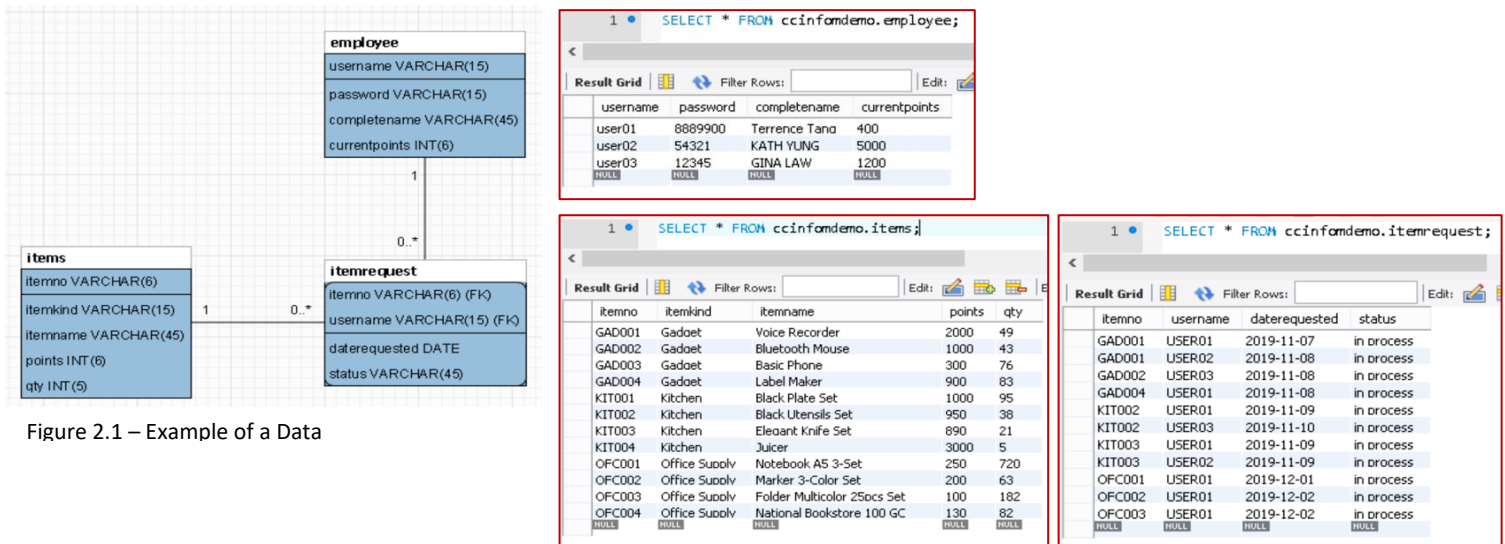 employee
username VARCHAR(15)
password VARCHAR(15)
completename VARCHAR(45)
currentpoints INT(6)
1
0..*
items
itemno VARCHAR(6)
itemkind VARCHAR(15)
itemname VARCHAR(45)
points INT(6)
qty INT(5)
1 0..*
itemrequest
itemno VARCHAR(6) (FK)
username VARCHAR(15) (FK)
daterequested DATE
status VARCHAR(45)
Figure 2.1 – Example of a Data
1 SELECT * FROM ccinfomdemo.employee;
Result Grid Filter Rows: Edit:
username password completename currentpoints
user01 8889900 Terrence Tang 400
user02 54321 KATH YUNG 5000
user03 12345 GINA LAW 1200
NULL NULL NULL NULL
1 SELECT * FROM ccinfomdemo.items;
Result Grid Filter Rows: Edit: E
itemno itemkind itemname points qty
GAD001 Gadget Voice Recorder 2000 49
GAD002 Gadget Bluetooth Mouse 1000 43
GAD003 Gadget Basic Phone 300 76
GAD004 Gadget Label Maker 900 83
KIT001 Kitchen Black Plate Set 1000 95
KIT002 Kitchen Black Utensils Set 950 38
KIT003 Kitchen Elegant Knife Set 890 21
KIT004 Kitchen Juicer 3000 5
OFC001 Office Supply Notebook A5 3-Set 250 720
OFC002 Office Supply Marker 3-Color Set 200 63
OFC003 Office Supply Folder Multicolor 25pcs Set 100 182
OFC004 Office Supply National Bookstore 100 GC 130 82
NULL NULL NULL NULL NULL
1 SELECT * FROM ccinfomdemo.itemrequest;
Result Grid Filter Rows: Edit:
itemno username daterequested status
GAD001 USER01 2019-11-07 in process
GAD001 USER02 2019-11-08 in process
GAD002 USER03 2019-11-08 in process
GAD004 USER01 2019-11-08 in process
KIT002 USER01 2019-11-09 in process
KIT002 USER03 2019-11-10 in process
KIT003 USER01 2019-11-09 in process
KIT003 USER02 2019-11-09 in process
OFC001 USER01 2019-12-01 in process
OFC002 USER01 2019-12-02 in process
OFC003 USER01 2019-12-02 in process
NULL NULL NULL NULL